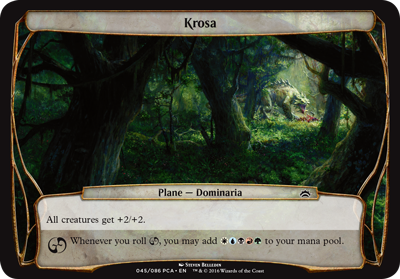 Krosa
Plane — Dominaria
All creatures get +2/+2.
Whenever you roll , you may add to your mana pool.
Steven Belledin
045/086 PCA • EN ™ & © 2016 Wizards of the Coast